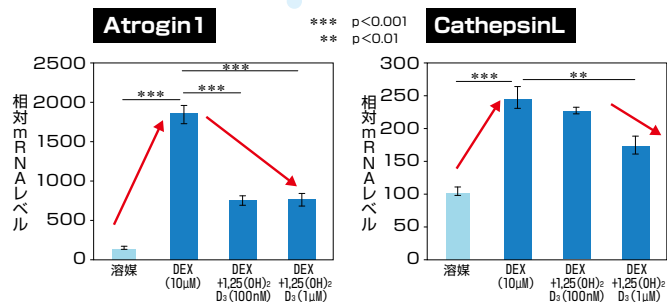 Atrogin1
*** p<0.001
** p<0.01
CathepsinL
相対mRNAレベル
2500
2000
1500
1000
500
0
***
***
***
溶媒
DEX
(10μM)
DEX
+1,25(OH)₂
D₃(100nM)
DEX
+1,25(OH)₂
D₃(1μM)
相対mRNAレベル
300
250
200
150
100
50
0
***
**
溶媒
DEX
(10μM)
DEX
+1,25(OH)₂
D₃(100nM)
DEX
+1,25(OH)₂
D₃(1μM)